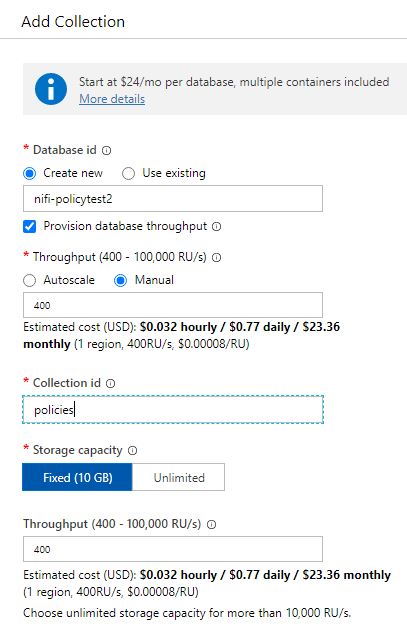 Add Collection
Start at $24/mo per database, multiple containers included
More details
* Database id
Create new Use existing
nifi-policytest2
Provision database throughput
* Throughput (400 - 100,000 RU/s)
Autoscale Manual
400
Estimated cost (USD): $0.032 hourly / $0.77 daily / $23.36
monthly (1 region, 400RU/s, $0.00008/RU)
* Collection id
policies
* Storage capacity
Fixed (10 GB) Unlimited
Throughput (400 - 100,000 RU/s)
400
Estimated cost (USD): $0.032 hourly / $0.77 daily / $23.36 monthly
(1 region, 400RU/s, $0.00008/RU)
Choose unlimited storage capacity for more than 10,000 RU/s.